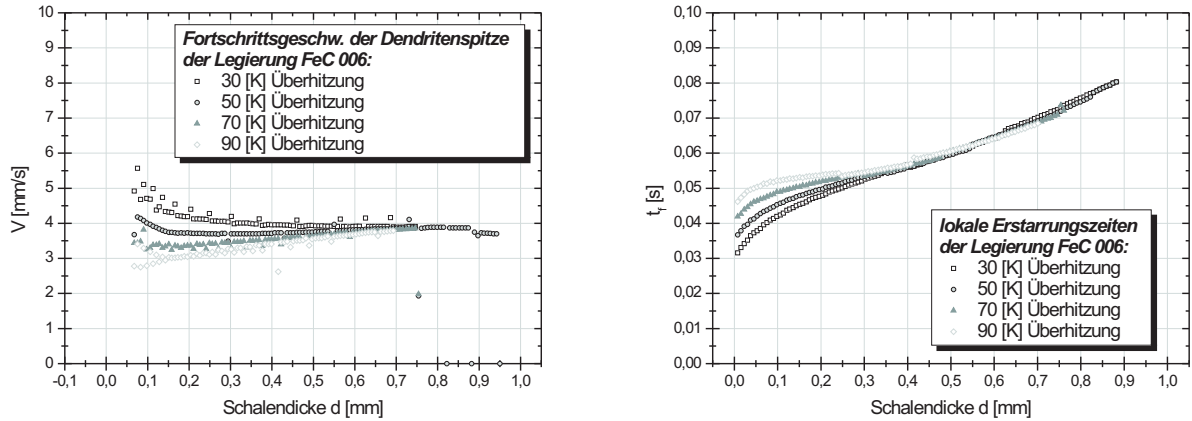 10
9
8
7
6
5
4
3
2
1
0
V [mm/s]
-0,1 0,0 0,1 0,2 0,3 0,4 0,5 0,6 0,7 0,8 0,9 1,0
Schalendicke d [mm]
Fortschrittsgeschw. der Dendritenspitze
der Legierung FeC 006:
30 [K] Überhitzung
50 [K] Überhitzung
70 [K] Überhitzung
90 [K] Überhitzung
0,10
0,09
0,08
0,07
0,06
0,05
0,04
0,03
0,02
0,01
0,00
t_f [s]
0,0 0,1 0,2 0,3 0,4 0,5 0,6 0,7 0,8 0,9 1,0
Schalendicke d [mm]
lokale Erstarrungszeiten
der Legierung FeC 006:
30 [K] Überhitzung
50 [K] Überhitzung
70 [K] Überhitzung
90 [K] Überhitzung